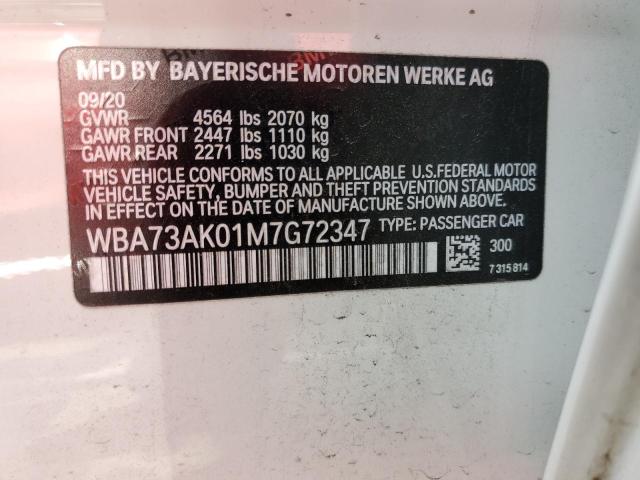 MFD BY BAYERISCHE MOTOREN WERKE AG
09/20
GVWR 4564 lbs 2070 kg
GAWR FRONT 2447 lbs 1110 kg
GAWR REAR 2271 lbs 1030 kg
THIS VEHICLE CONFORMS TO ALL APPLICABLE U.S.FEDERAL MOTOR
VEHICLE SAFETY, BUMPER AND THEFT PREVENTION STANDARDS
IN EFFECT ON THE DATE OF MANUFACTURE SHOWN ABOVE.
WBA73AK01M7G72347 TYPE: PASSENGER CAR
300
7 315 814